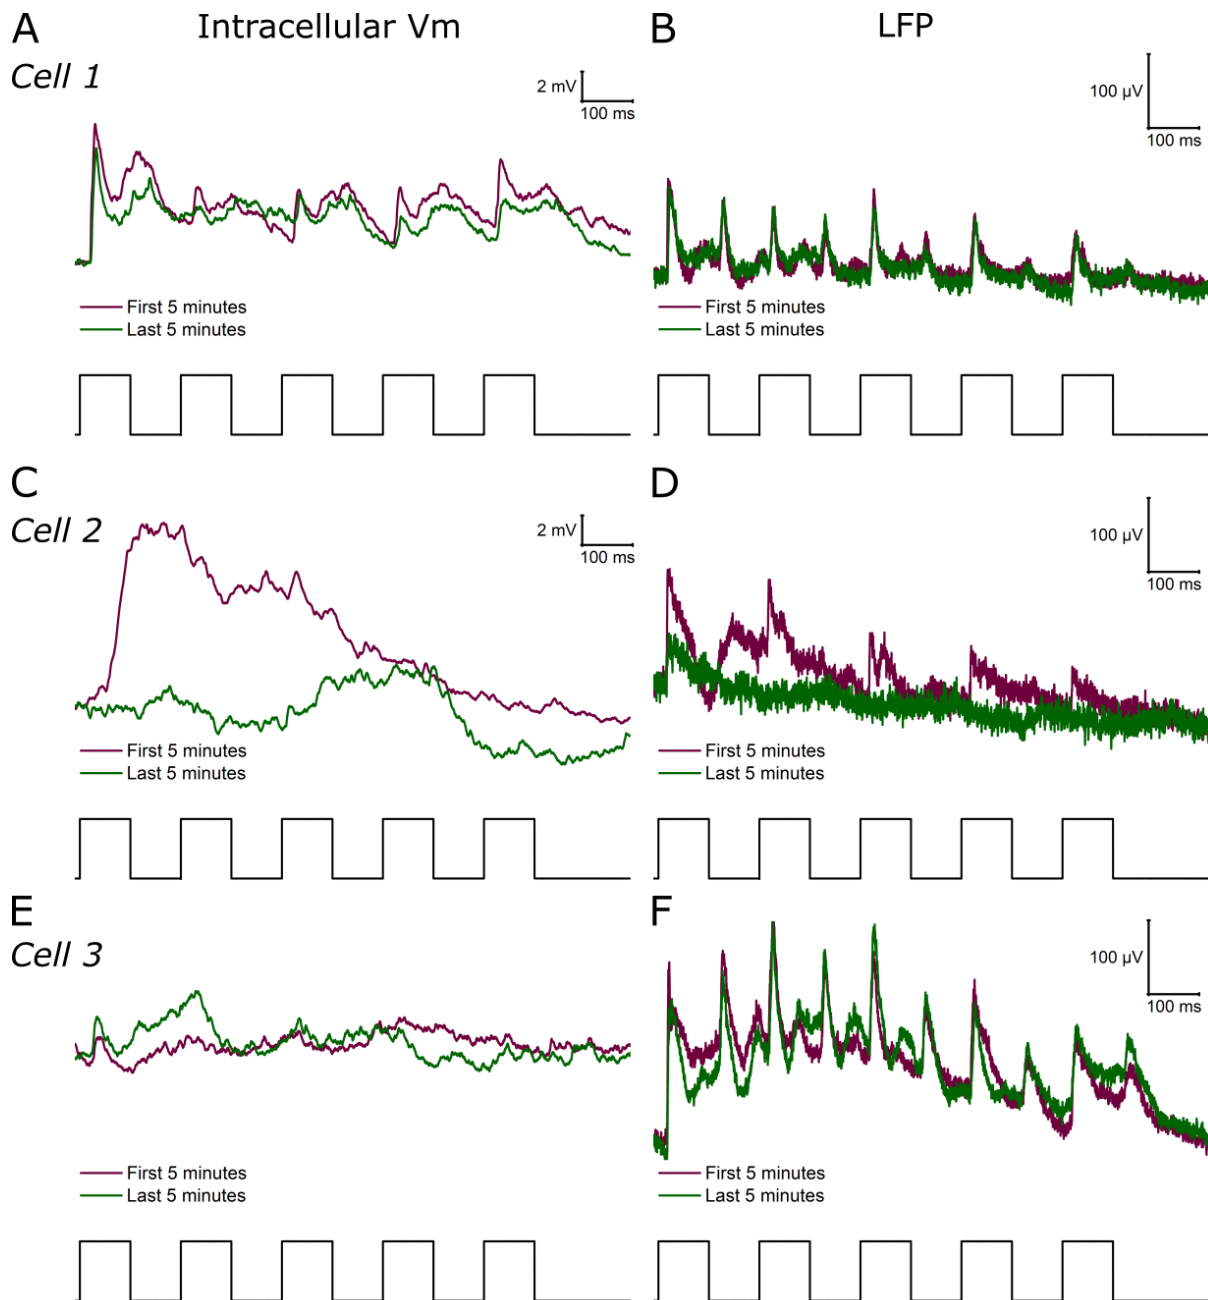 A Intracellular Vm
B LFP
Cell 1
2 mV
100 ms
100 µV
100 ms
First 5 minutes
Last 5 minutes
First 5 minutes
Last 5 minutes
C
D
Cell 2
2 mV
100 ms
100 µV
100 ms
First 5 minutes
Last 5 minutes
First 5 minutes
Last 5 minutes
E
F
Cell 3
100 µV
100 ms
First 5 minutes
Last 5 minutes
First 5 minutes
Last 5 minutes